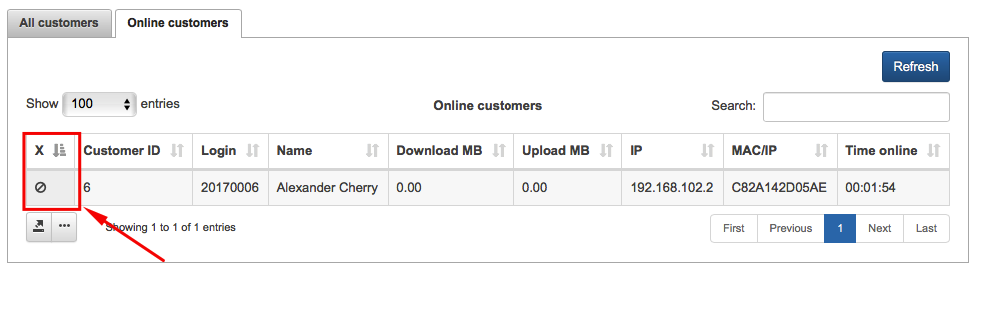 All customers Online customers
Refresh
Show 100 entries Online customers Search:
X Customer ID Login Name Download MB Upload MB IP MAC/IP Time online
6 20170006 Alexander Cherry 0.00 0.00 192.168.102.2 C82A142D05AE 00:01:54
Showing 1 to 1 of 1 entries First Previous 1 Next Last